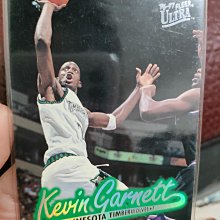 '96-97 FLEER
ULTRA
Kevin Garnett
MINNESOTA TIMBERWOLVES